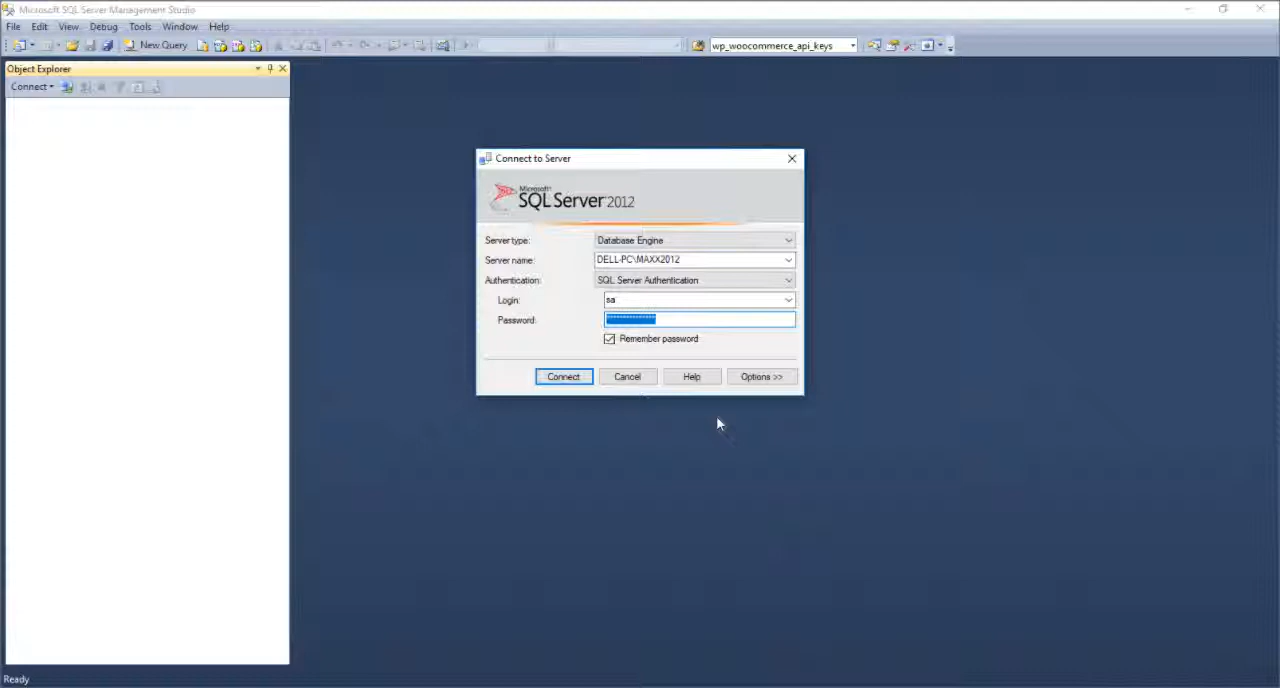 Microsoft SQL Server Management Studio
File Edit View Debug Tools Window Help
New Query wp_woocommerce_api_keys
Object Explorer
Connect
Connect to Server
Microsoft
SQL Server 2012
Server type: Database Engine
Server name: DELL-PC\MAXX2012
Authentication: SQL Server Authentication
Login: sa
Password: 
Remember password
Connect Cancel Help Options >>
Ready